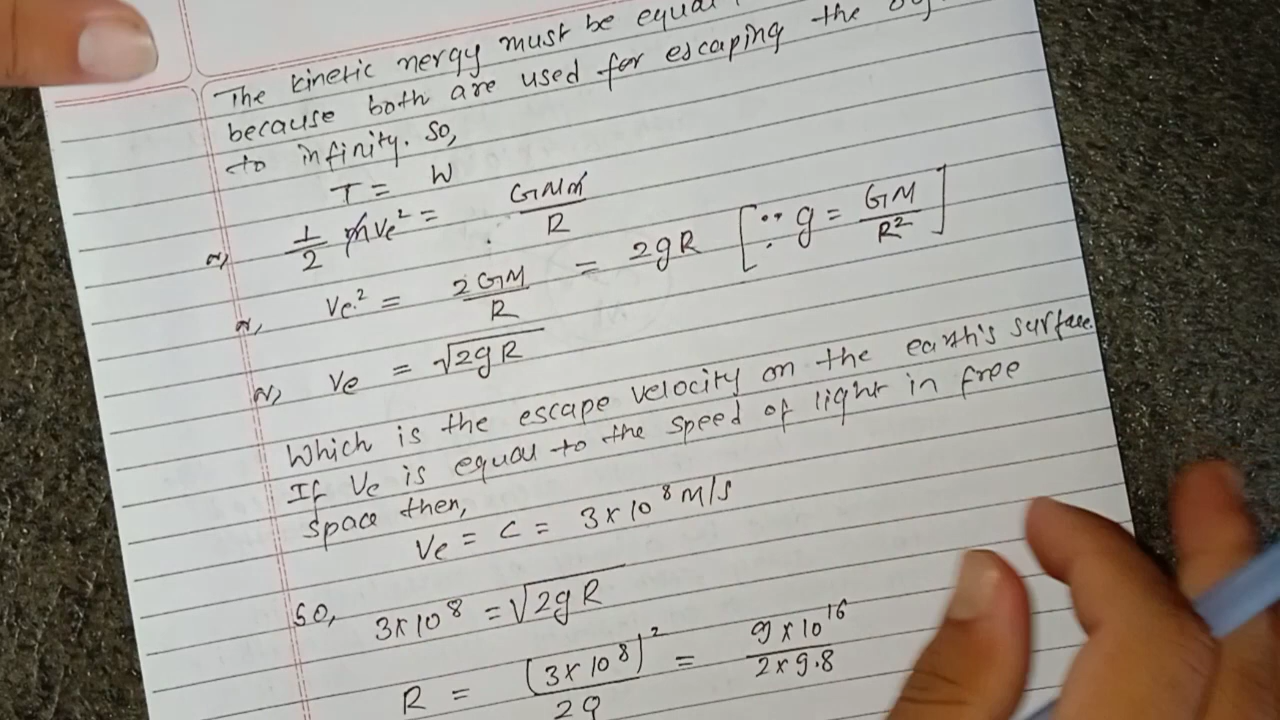 The kinetic nergy must be equal
because both are used for escaping the
to infinity. So,
T = W
or, 1/2 mve² = GMm/R
or, Ve² = 2GM/R = 2gR [∵ g = GM/R²]
or, Ve = √2gR
Which is the escape velocity on the earth's surface.
If Ve is equal to the speed of light in free
space then,
Ve = C = 3×10⁸ m/s
So, 3×10⁸ = √2gR
R = (3×10⁸)²/2g = 9×10¹⁶/2×9.8